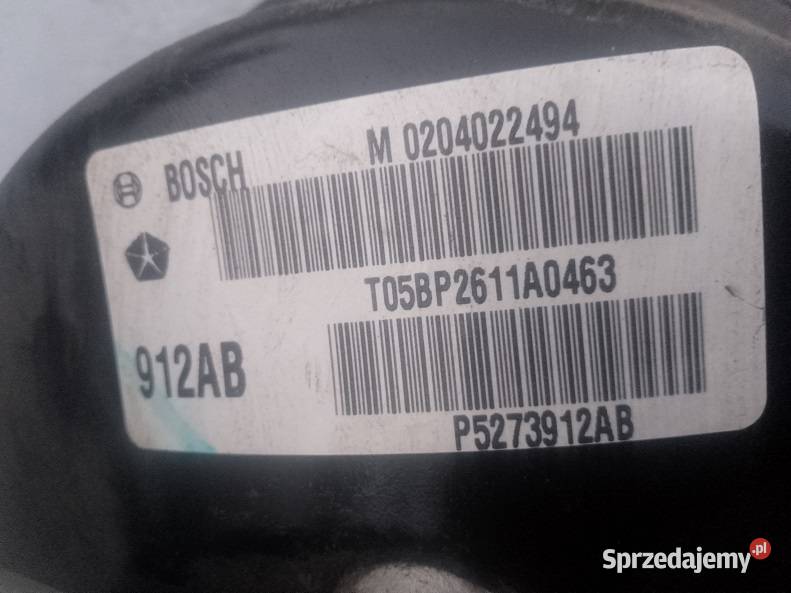 M 0204022494
BOSCH
T05BP2611A0463
912AB
P5273912AB
Sprzedajemy.pl